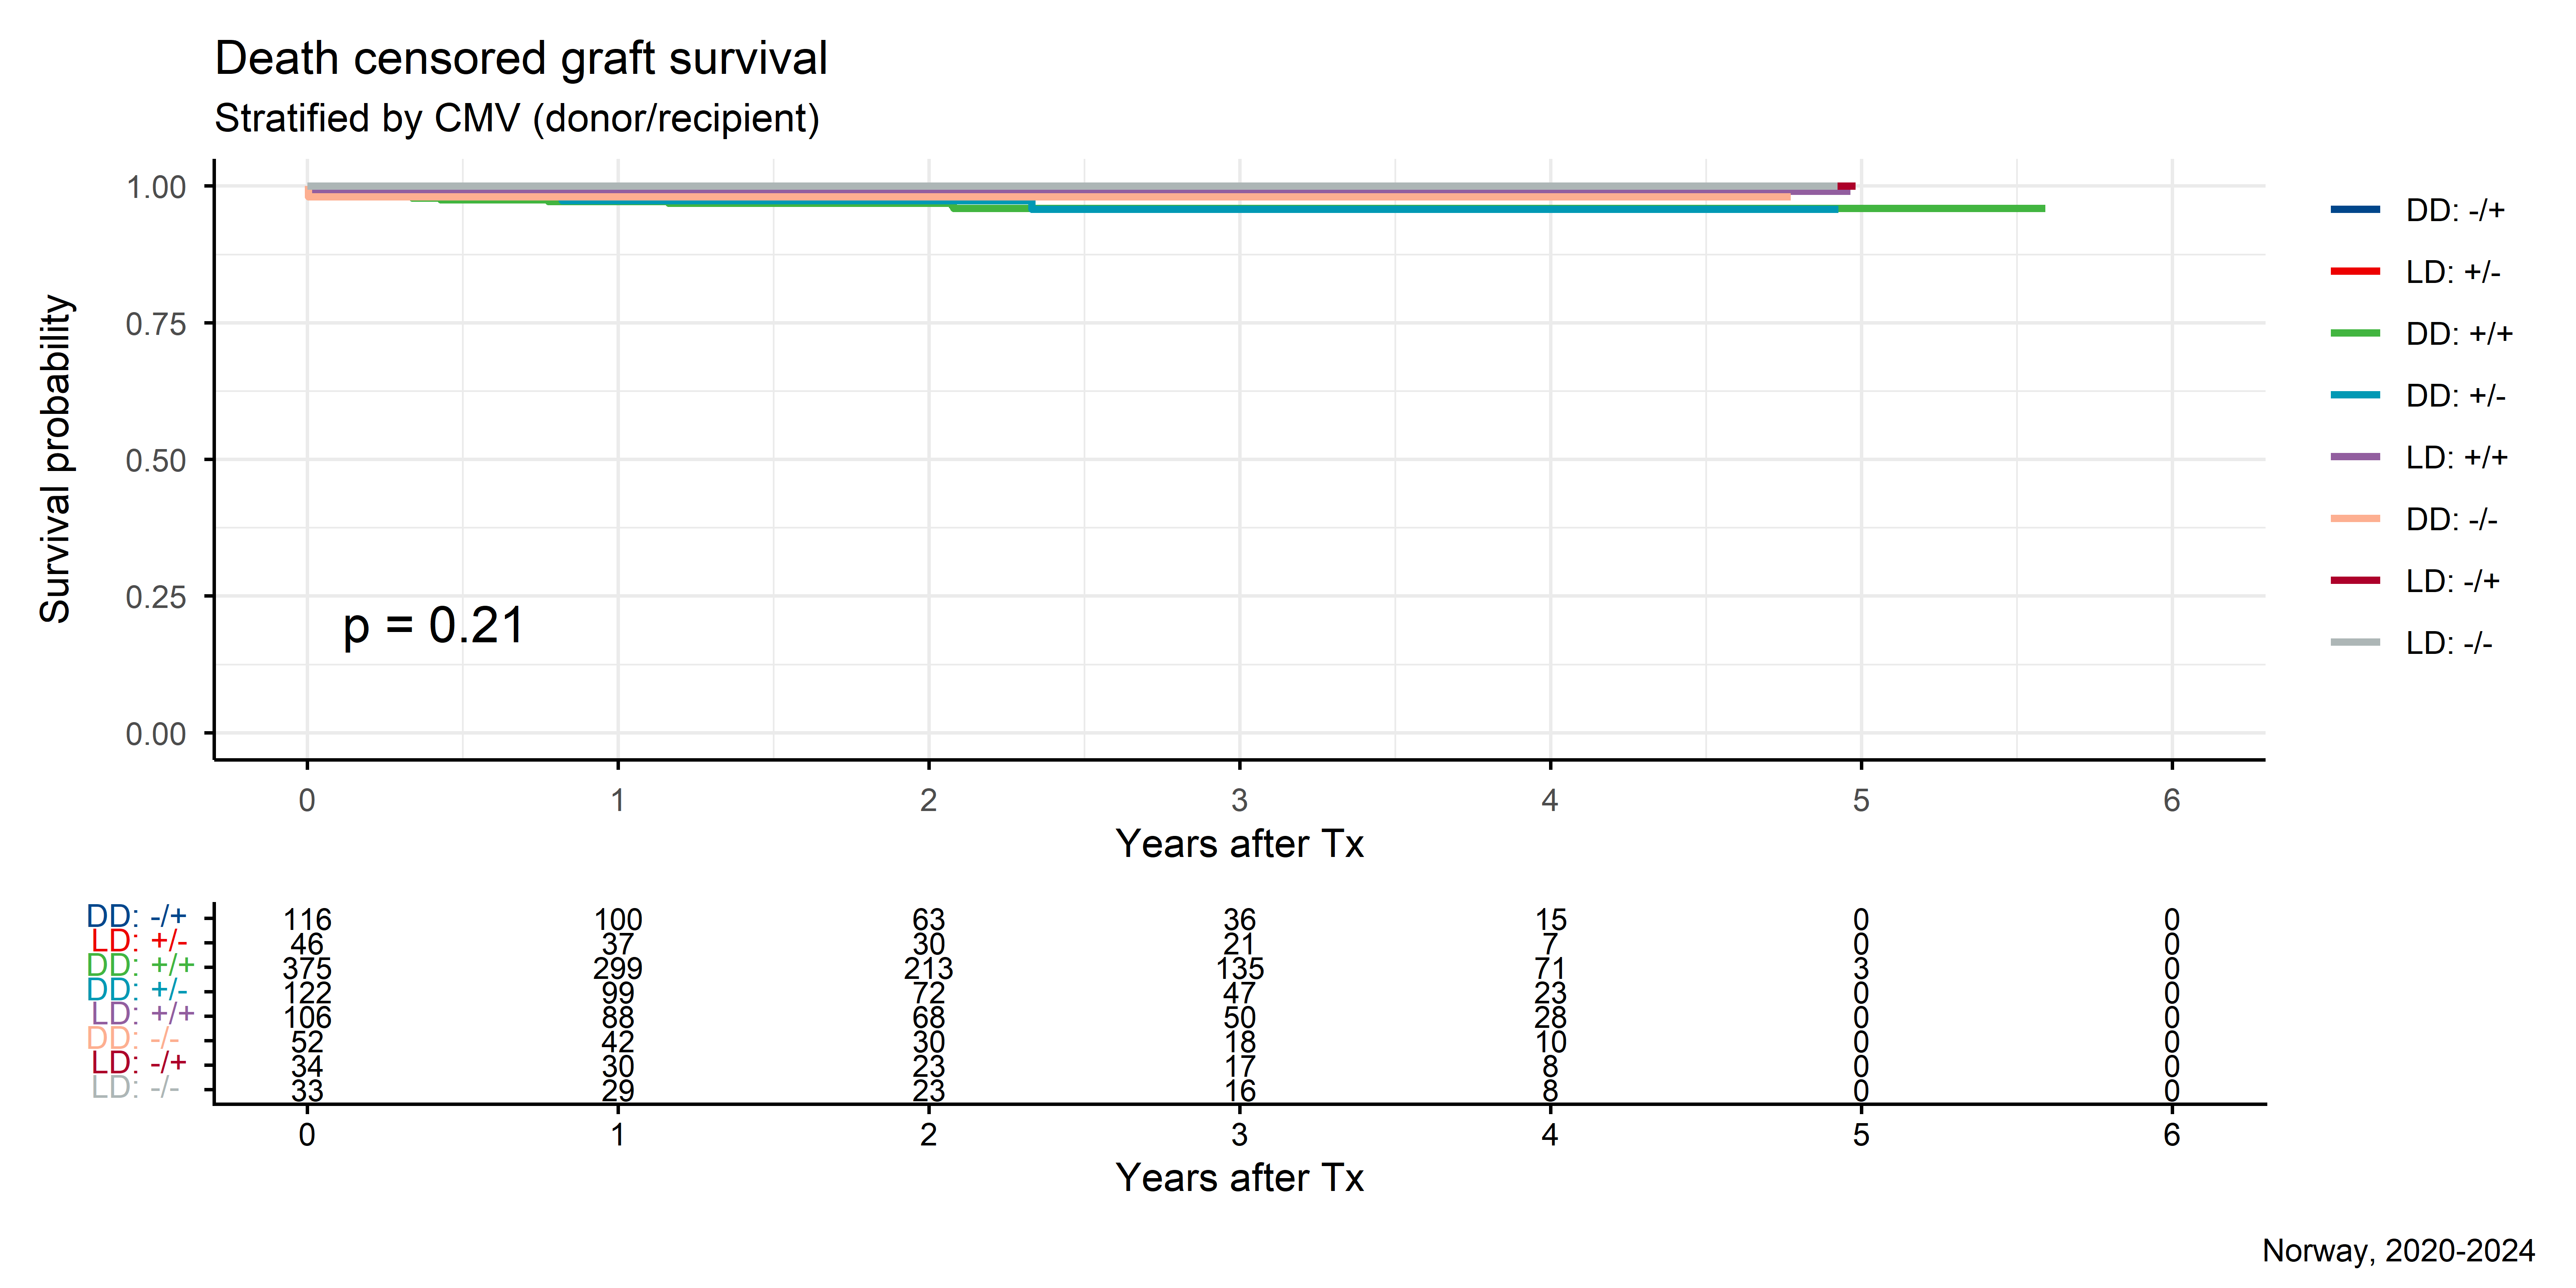 Death censored graft survival
Stratified by CMV (donor/recipient)
Survival probability
1.00
0.75
0.50
0.25
0.00
p = 0.21
0 1 2 3 4 5 6
Years after Tx
DD: -/+
LD: +/-
DD: +/+
DD: +/-
LD: +/+
DD: -/-
LD: -/+
LD: -/-
DD: -/+ 116 100 63 36 15 0 0
LD: +/- 46 37 30 21 7 0 0
DD: +/+ 375 299 213 135 71 3 0
DD: +/- 122 99 72 47 23 0 0
LD: +/+ 106 88 68 50 28 0 0
DD: -/- 52 42 30 18 10 0 0
LD: -/+ 34 30 23 17 8 0 0
LD: -/- 33 29 23 16 8 0 0
0 1 2 3 4 5 6
Years after Tx
Norway, 2020-2024